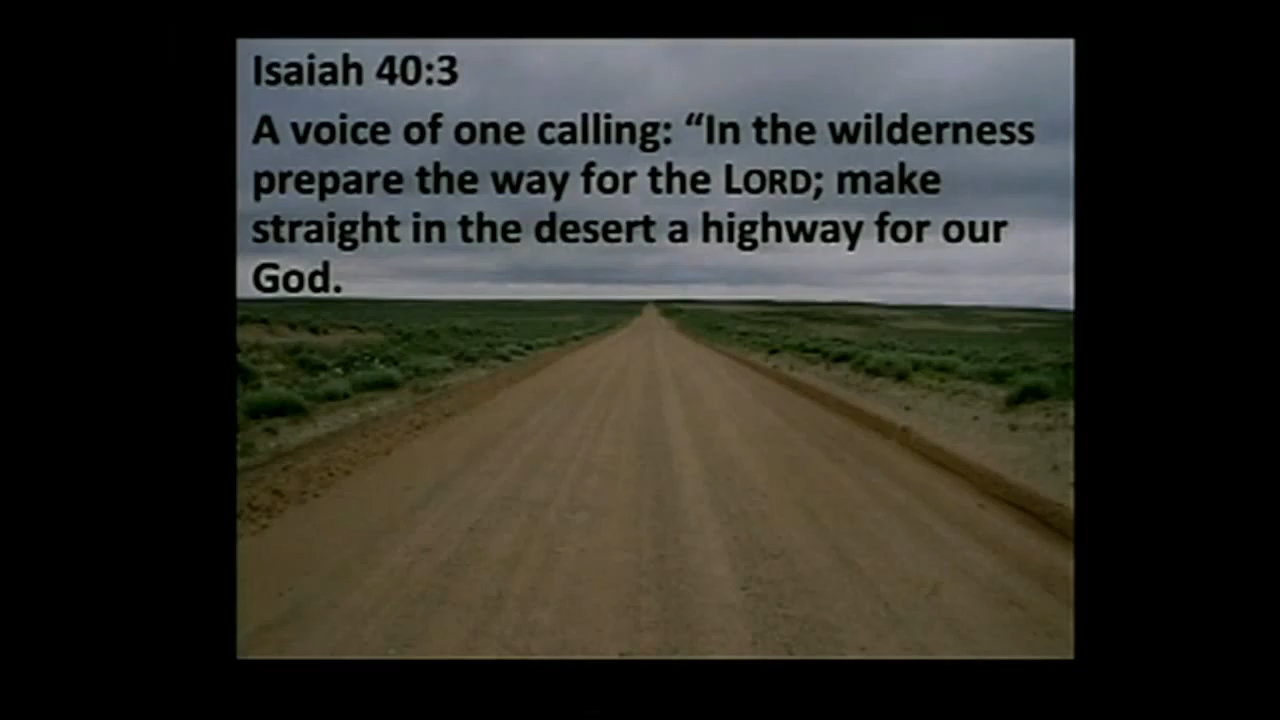 Isaiah 40:3
A voice of one calling: “In the wilderness
prepare the way for the LORD; make
straight in the desert a highway for our
God.